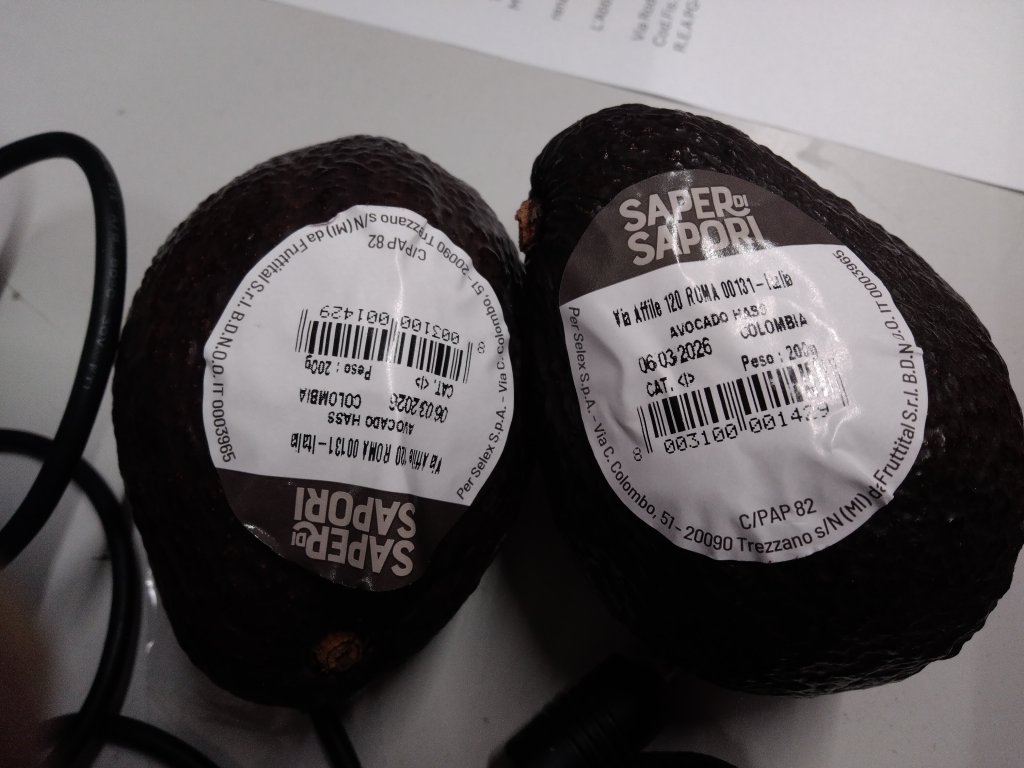 SAPER DI
SAPORI
Via Affile 120 ROMA 00131 - Italia
AVOCADO HASS
COLOMBIA
06032026
Peso : 200g
CAT. <I>
8 003100 001429
C/PAP 82
Per Selex S.p.A. - Via C. Colombo, 51 - 20090 Trezzano s/N (MI) da Fruttital S.r.l. B.D.N.O.O. IT 0003965
SAPER DI
SAPORI
Via Affile 120 ROMA 00131 - Italia
AVOCADO HASS
COLOMBIA
06 03 2026
Peso : 200g
CAT. <I>
8 003100 001429
C/PAP 82
Per Selex S.p.A. - Via C. Colombo, 51 - 20090 Trezzano s/N (MI) da Fruttital S.r.l. B.D.N.O.O. IT 0003965
Cod.Fis.